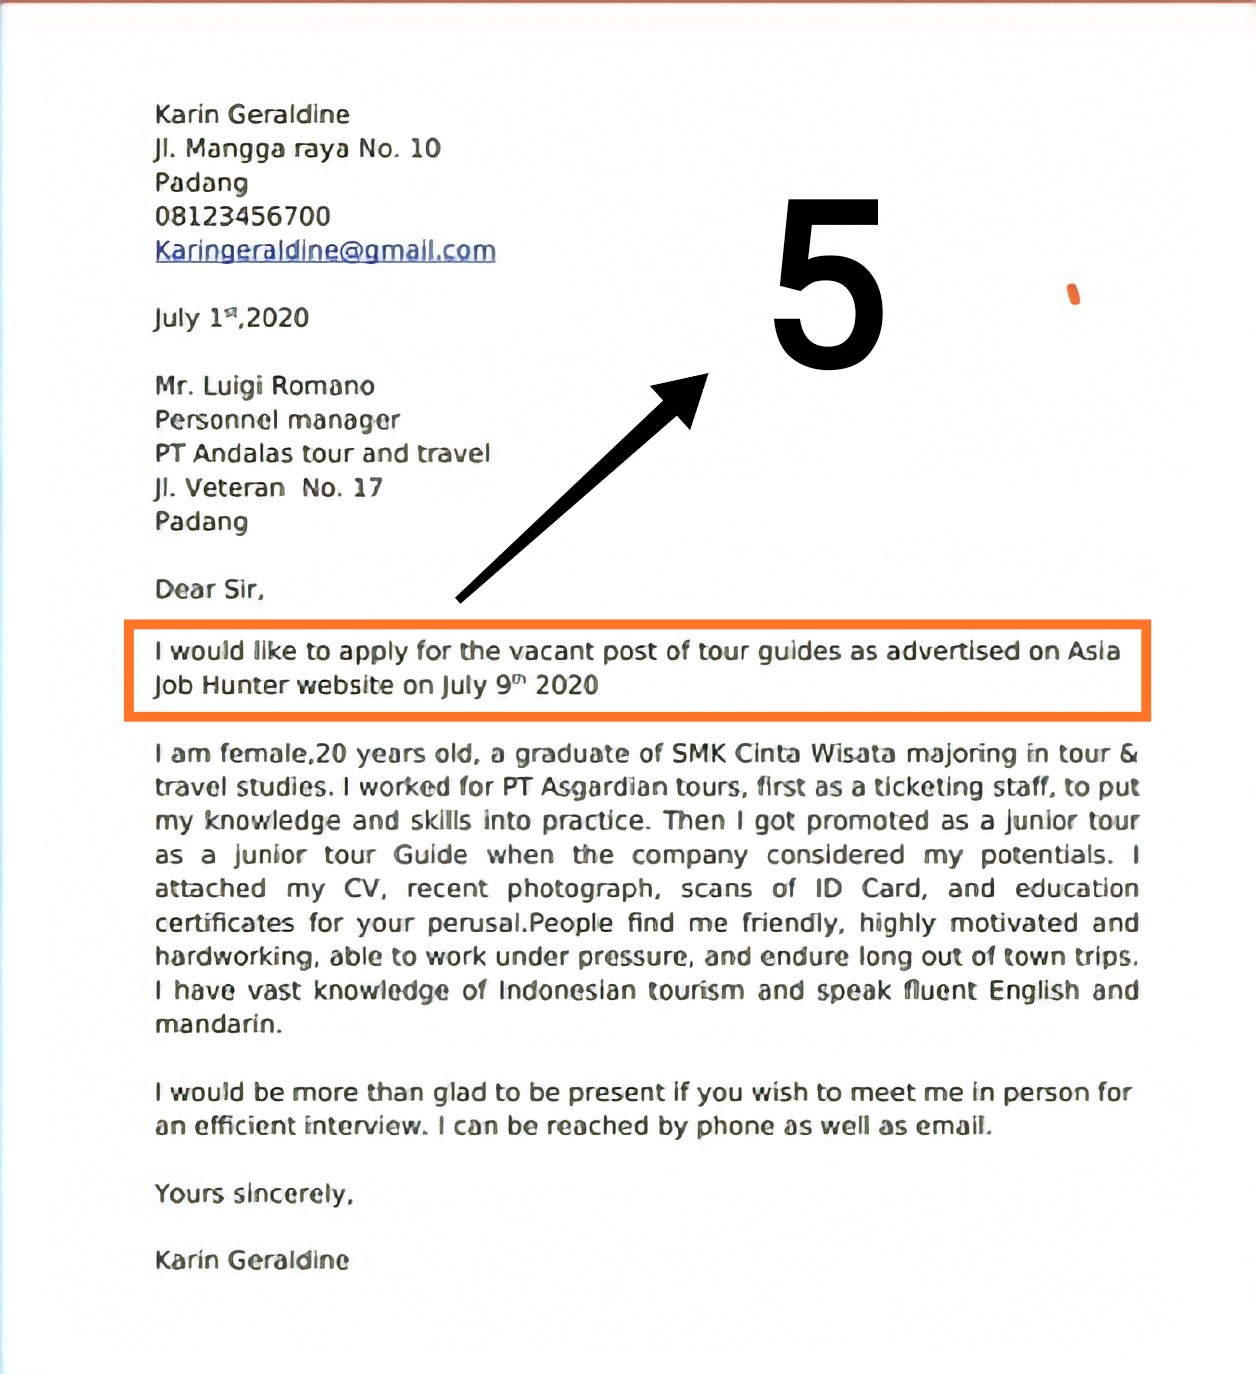 Karin Geraldine
Jl. Mangga raya No. 10
Padang
08123456700
Karingeraldine@gmail.com
July 1st,2020
Mr. Luigi Romano
Personnel manager
PT Andalas tour and travel
Jl. Veteran  No. 17
Padang
Dear Sir,
5
I would like to apply for the vacant post of tour guides as advertised on Asia
Job Hunter website on July 9th 2020
I am female,20 years old, a graduate of SMK Cinta Wisata majoring in tour &
travel studies. I worked for PT Asgardian tours, first as a ticketing staff, to put
my knowledge and skills into practice. Then I got promoted as a junior tour
as a junior tour Guide when the company considered my potentials. I
attached my CV, recent photograph, scans of ID Card, and education
certificates for your perusal.People find me friendly, highly motivated and
hardworking, able to work under pressure, and endure long out of town trips.
I have vast knowledge of Indonesian tourism and speak fluent English and
mandarin.
I would be more than glad to be present if you wish to meet me in person for
an efficient interview. I can be reached by phone as well as email.
Yours sincerely,
Karin Geraldine